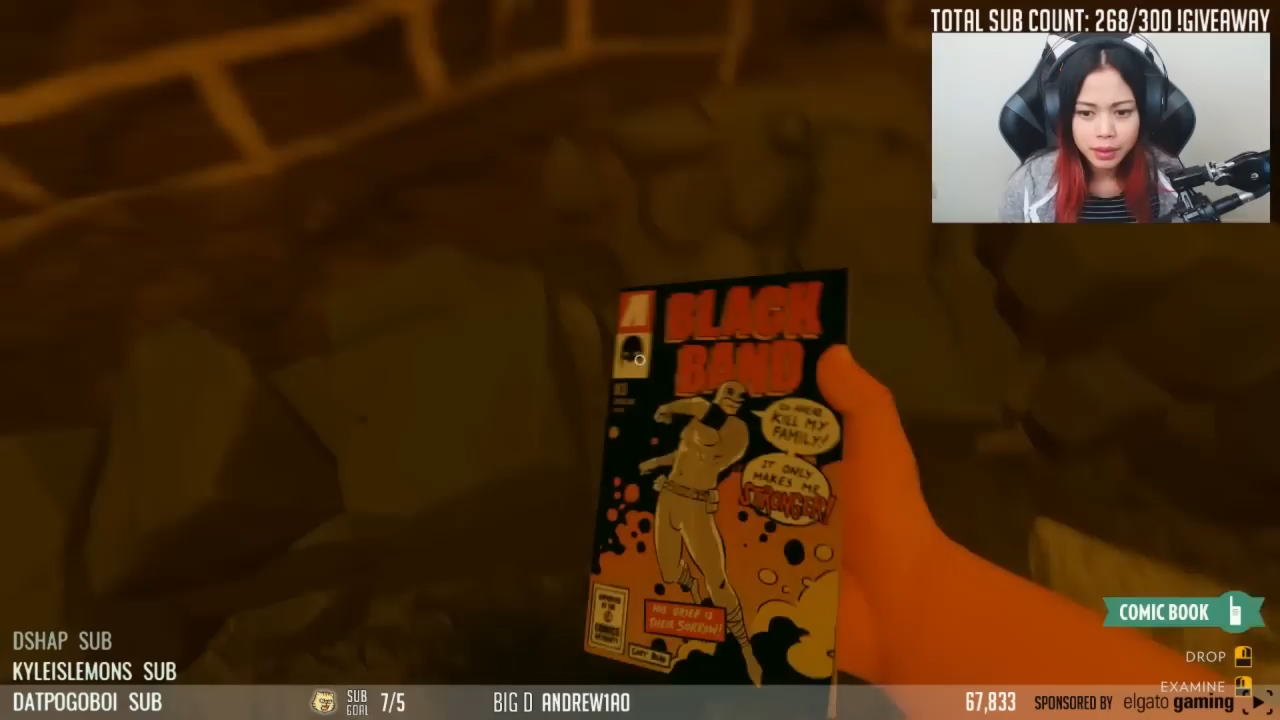 TOTAL SUB COUNT: 268/300 !GIVEAWAY
BLACK
BAND
KILL MY
FAMILY!
IT ONLY
MAKES ME
STRONGER!
HIS GRIEF IS
THEIR SORROW!!
COMIC BOOK
DROP
EXAMINE
DSHAP SUB
KYLEISLEMONS SUB
DATPOGOBOI SUB
SUB
GOAL
7/5
BIG D ANDREW1AO
67,833
SPONSORED BY elgato gaming